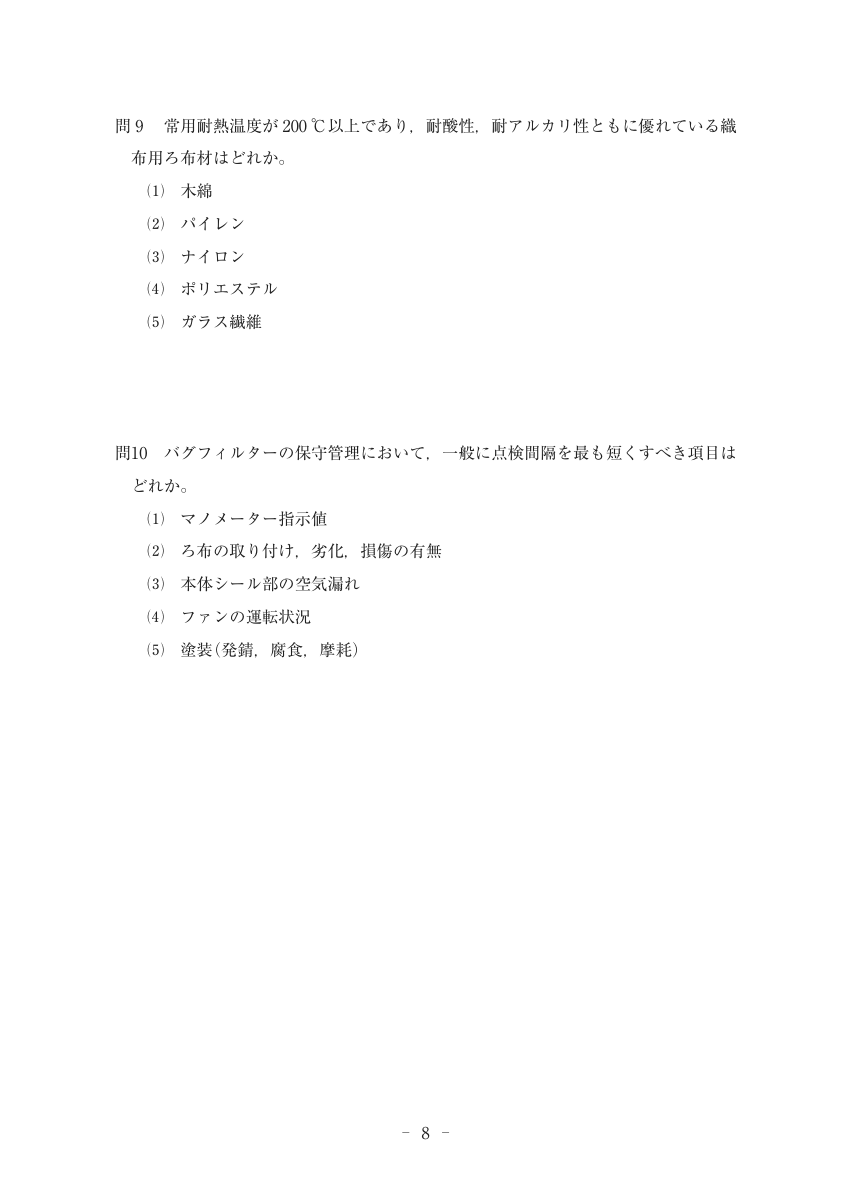 問9　常用耐熱温度が 200 ℃以上であり，耐酸性，耐アルカリ性ともに優れている織
布用ろ布材はどれか。
⑴　木綿
⑵　パイレン
⑶　ナイロン
⑷　ポリエステル
⑸　ガラス繊維
問10　バグフィルターの保守管理において，一般に点検間隔を最も短くすべき項目は
どれか。
⑴　マノメーター指示値
⑵　ろ布の取り付け，劣化，損傷の有無
⑶　本体シール部の空気漏れ
⑷　ファンの運転状況
⑸　塗装（発錆，腐食，摩耗）
－ 8 －